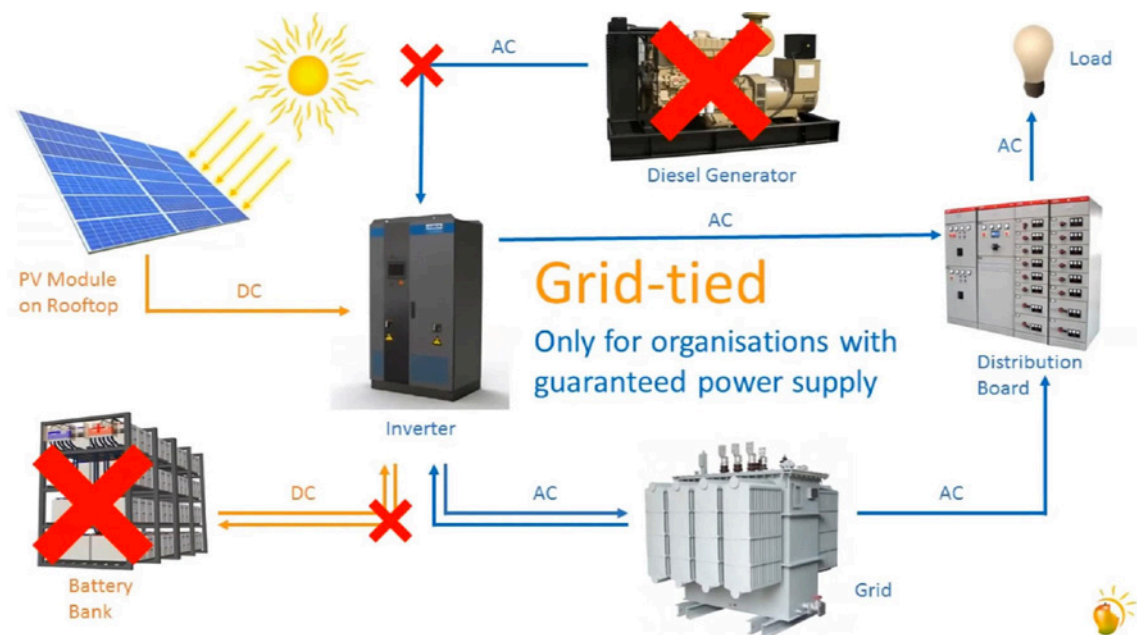 AC
Diesel Generator
Load
AC
PV Module
on Rooftop
DC
AC
Grid-tied
Only for organisations with
guaranteed power supply
Inverter
Distribution
Board
Battery
Bank
DC
AC
AC
Grid